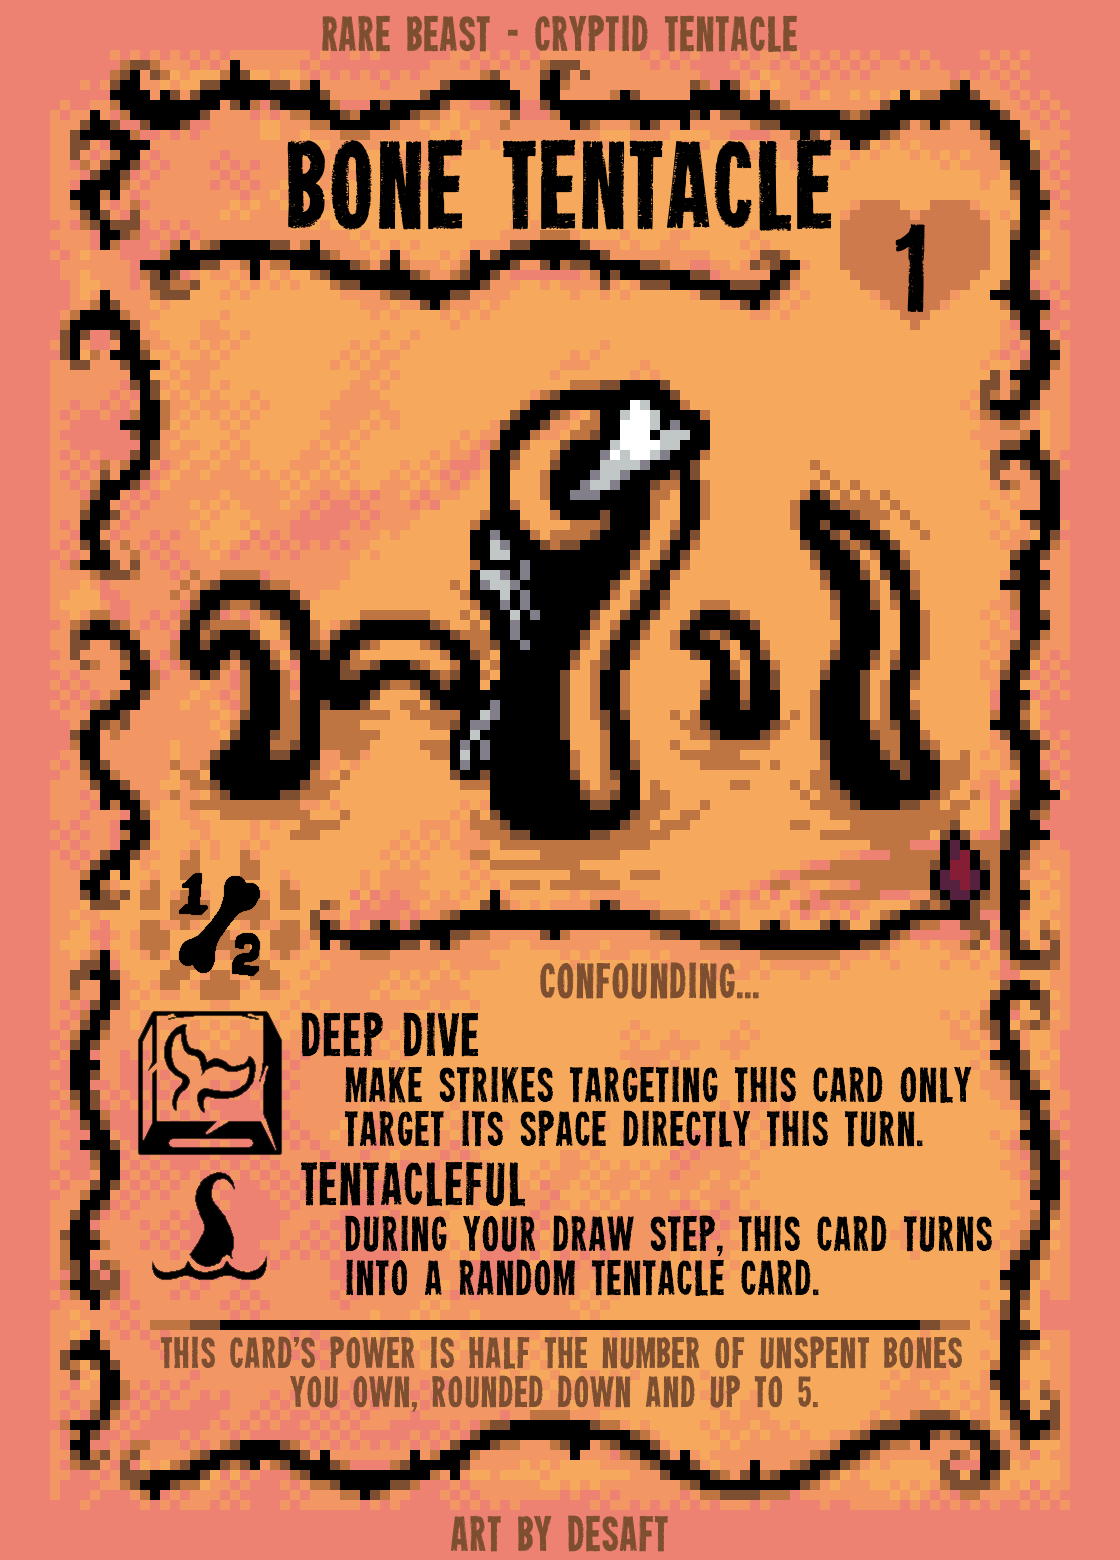 RARE BEAST - CRYPTID TENTACLE
BONE TENTACLE
1
1/2
CONFOUNDING...
DEEP DIVE
MAKE STRIKES TARGETING THIS CARD ONLY
TARGET ITS SPACE DIRECTLY THIS TURN.
TENTACLEFUL
DURING YOUR DRAW STEP, THIS CARD TURNS
INTO A RANDOM TENTACLE CARD.
THIS CARD'S POWER IS HALF THE NUMBER OF UNSPENT BONES
YOU OWN, ROUNDED DOWN AND UP TO 5.
ART BY DESAFT